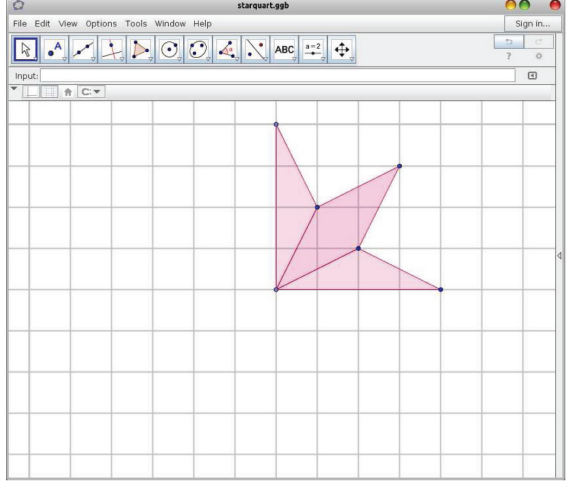 starquart.ggb
File Edit View Options Tools Window Help
Sign in...
A
ABC
a=2
?
Input:
C: